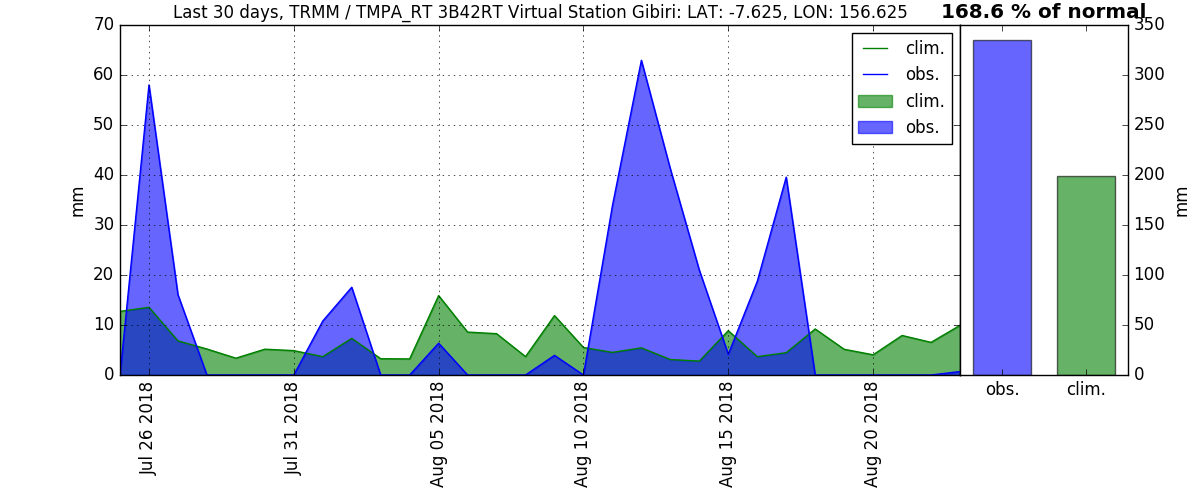 Last 30 days, TRMM / TMPA_RT 3B42RT Virtual Station Gibiri: LAT: -7.625, LON: 156.625
168.6 % of normal
70
60
50
40
30
20
10
0
mm
clim.
obs.
clim.
obs.
350
300
250
200
150
100
50
0
mm
Jul 26 2018
Jul 31 2018
Aug 05 2018
Aug 10 2018
Aug 15 2018
Aug 20 2018
obs.
clim.